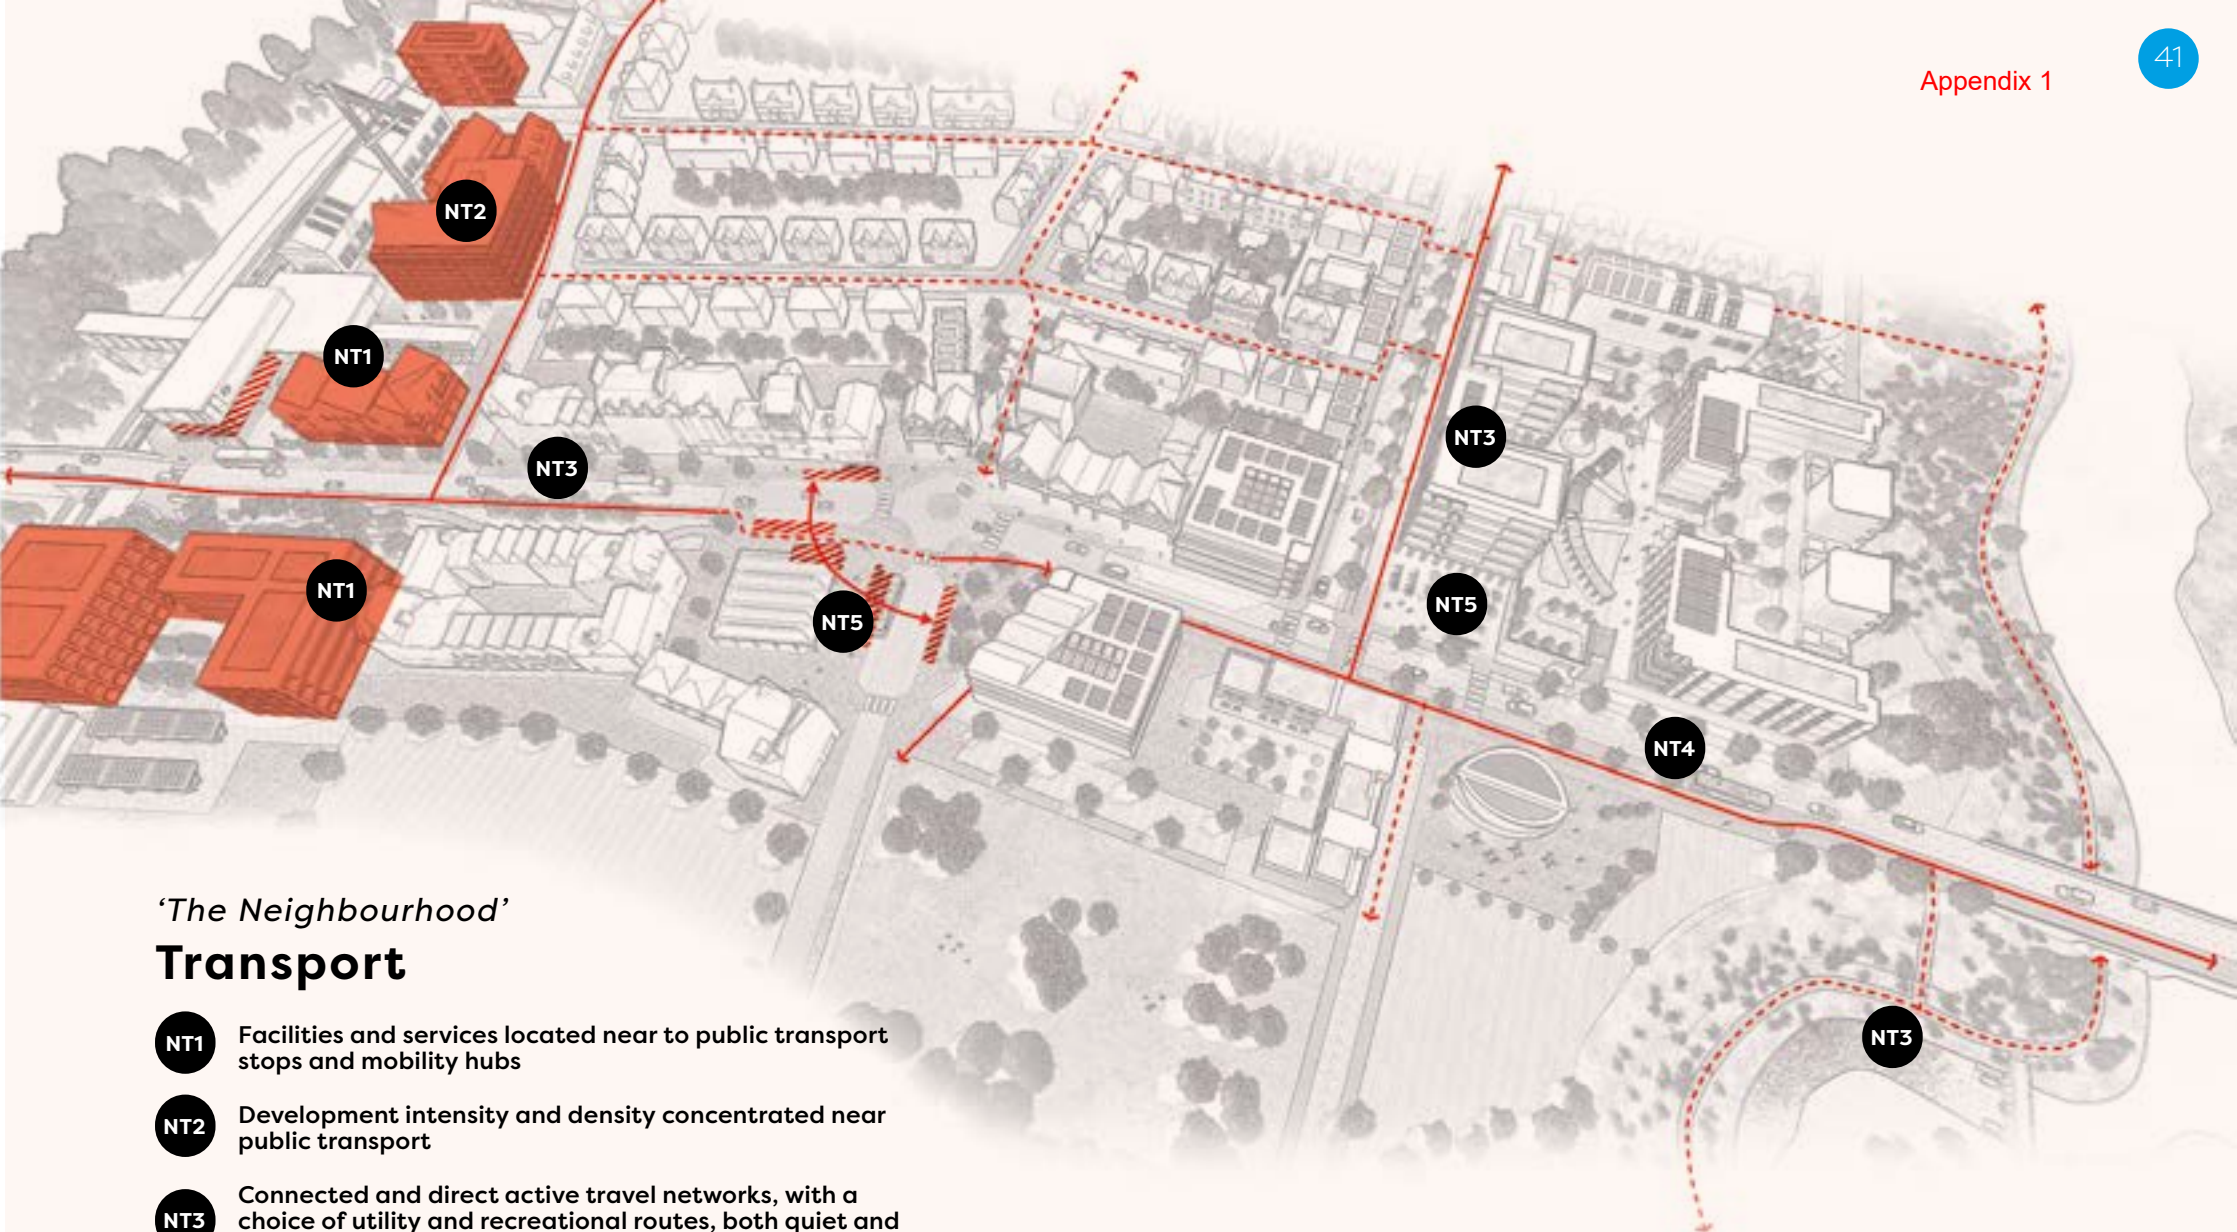 41
Appendix 1
NT2
NT1
NT3
NT3
NT1
NT5
NT5
NT4
NT3
‘The Neighbourhood’
Transport
NT1
Facilities and services located near to public transport
stops and mobility hubs
NT2
Development intensity and density concentrated near
public transport
NT3
Connected and direct active travel networks, with a
choice of utility and recreational routes, both quiet and